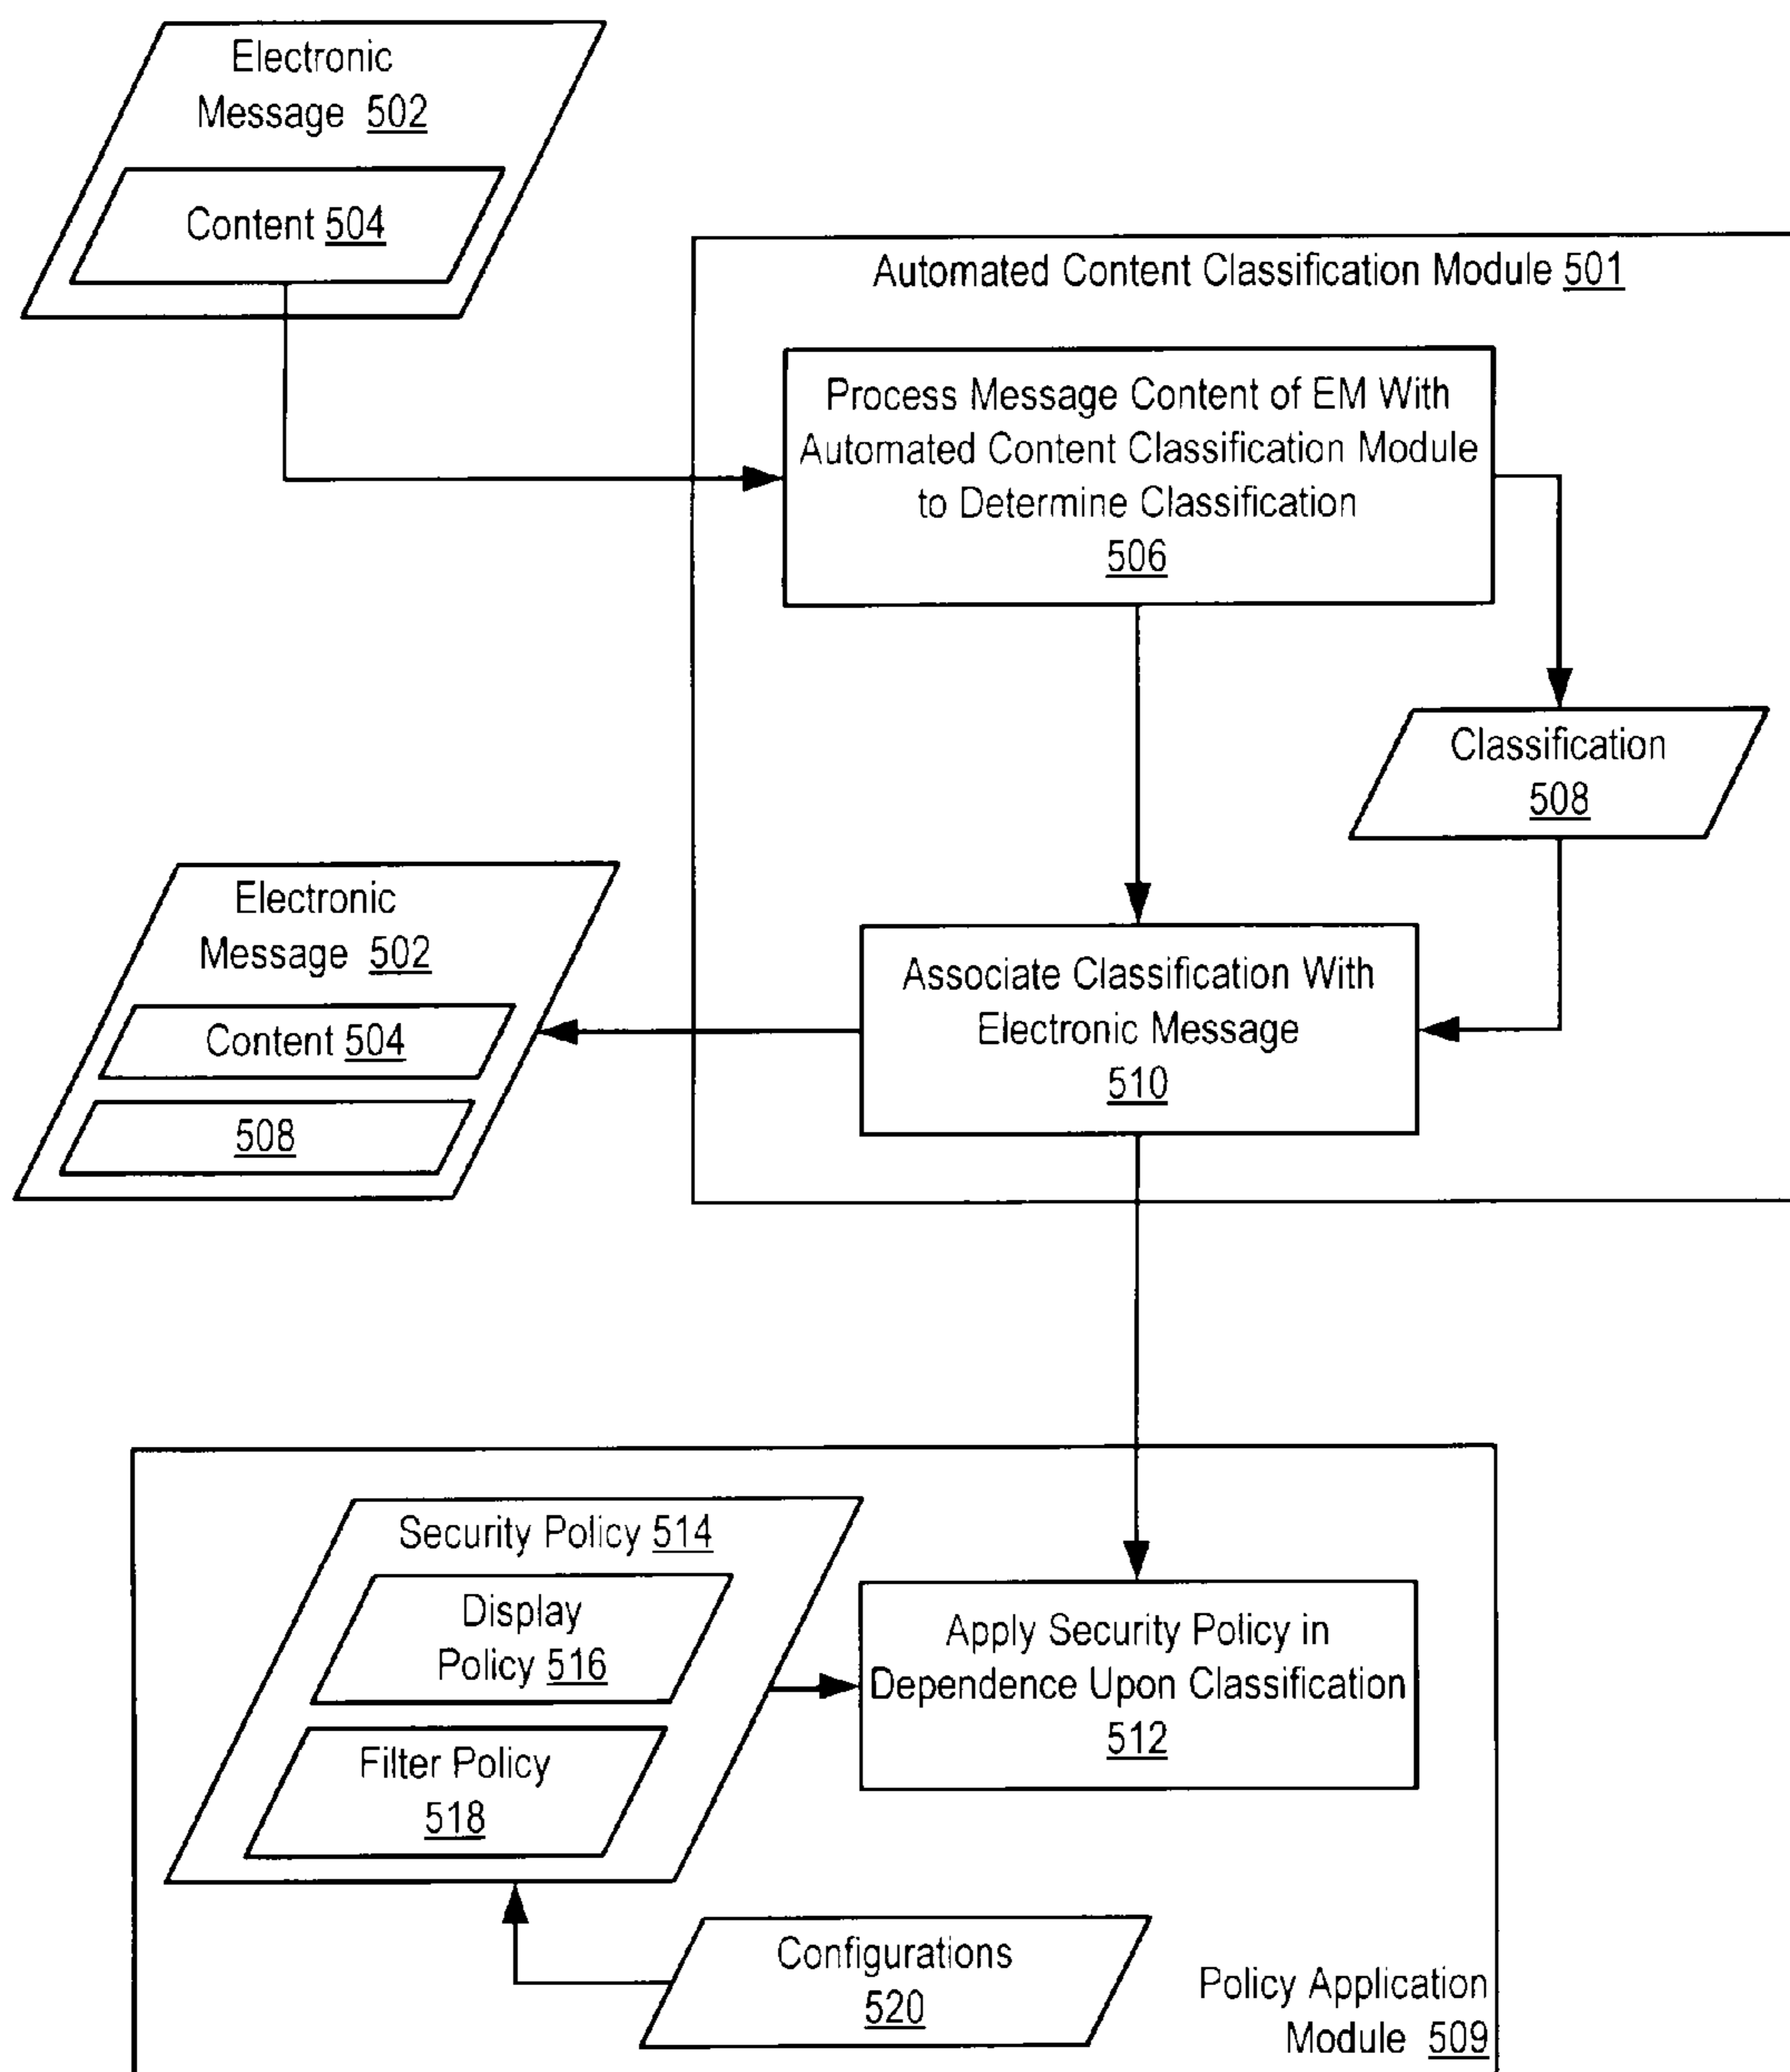 Electronic
Message 502
Content 504
Automated Content Classification Module 501
Process Message Content of EM With
Automated Content Classification Module
to Determine Classification
506
Classification
508
Electronic
Message 502
Content 504
508
Associate Classification With
Electronic Message
510
Security Policy 514
Display
Policy 516
Filter Policy
518
Apply Security Policy in
Dependence Upon Classification
512
Configurations
520
Policy Application
Module 509